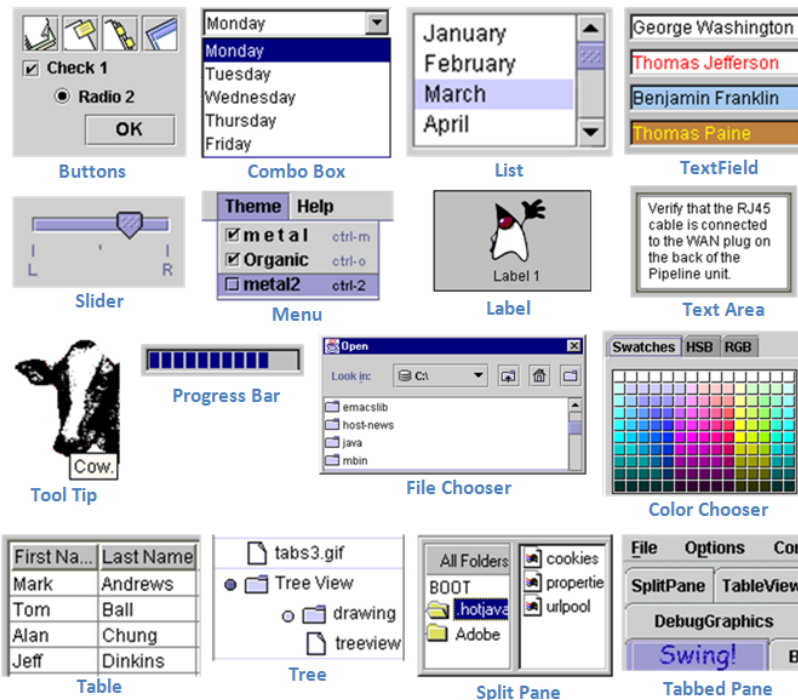 Check 1
Radio 2
OK
Buttons
Monday
Monday
Tuesday
Wednesday
Thursday
Friday
Combo Box
January
February
March
April
List
George Washington
Thomas Jefferson
Benjamin Franklin
Thomas Paine
TextField
L R
Slider
Theme Help
metal ctrl-m
Organic ctrl-o
metal2 ctrl-2
Menu
Label 1
Label
Verify that the RJ45
cable is connected
to the WAN plug on
the back of the
Pipeline unit.
Text Area
Cow.
Tool Tip
Progress Bar
Open
Look in: C:\
emacslib
host-news
java
mbin
File Chooser
Swatches HSB RGB
Color Chooser
First Na... Last Name
Mark Andrews
Tom Ball
Alan Chung
Jeff Dinkins
Table
tabs3.gif
Tree View
drawing
treeview
Tree
All Folders
BOOT
.hotjava
Adobe
cookies
propertie
urlpool
Split Pane
File Options Con
SplitPane TableView
DebugGraphics
Swing! B
Tabbed Pane